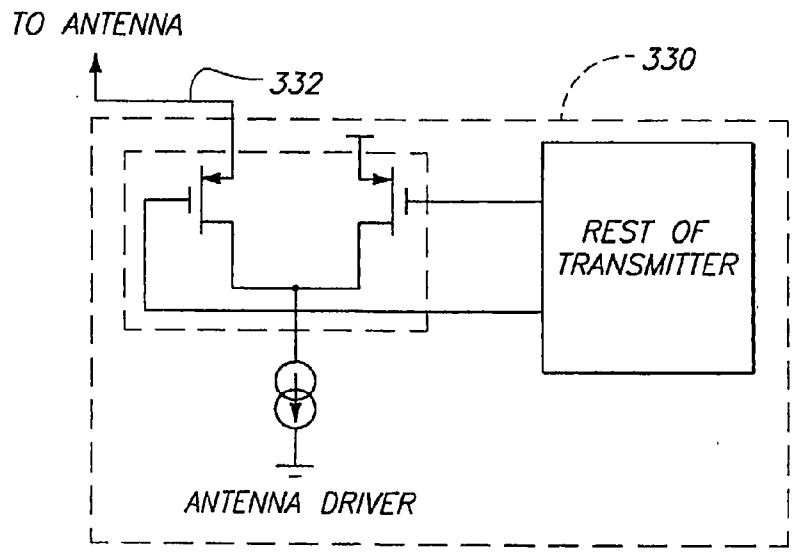 TO ANTENNA
332
330
REST OF
TRANSMITTER
ANTENNA DRIVER